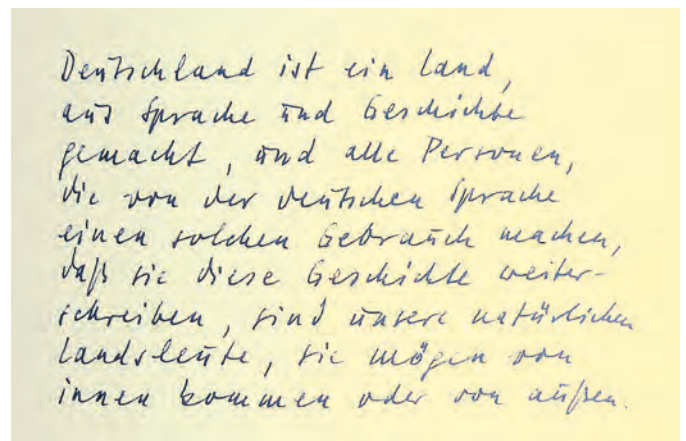 Deutschland ist ein Land,
aus Sprache und Geschichte
gemacht, und alle Personen,
die von der deutschen Sprache
einen solchen Gebrauch machen,
daß sie diese Geschichte weiter-
schreiben, sind unsere natürlichen
Landsleute, sie mögen von
innen kommen oder von außen.